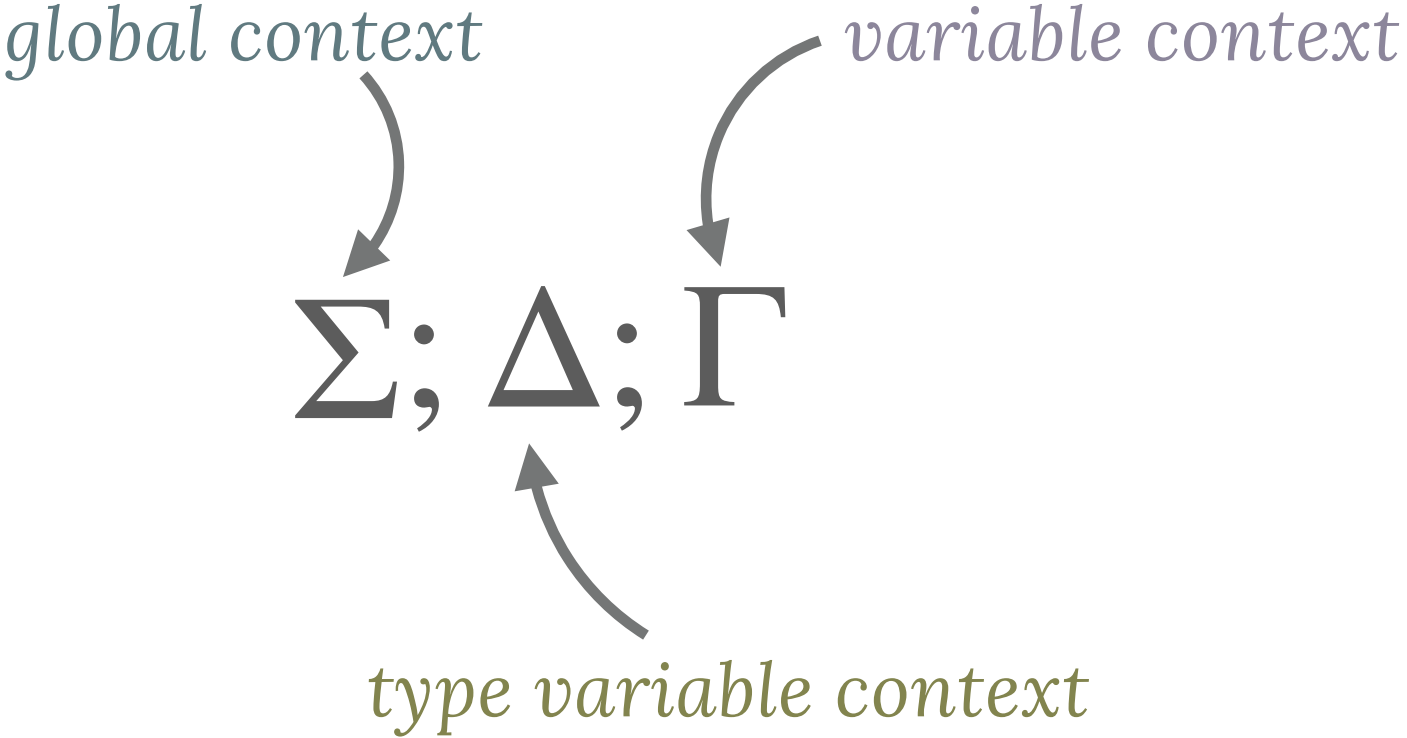 global context
variable context
Σ; Δ; Γ
type variable context